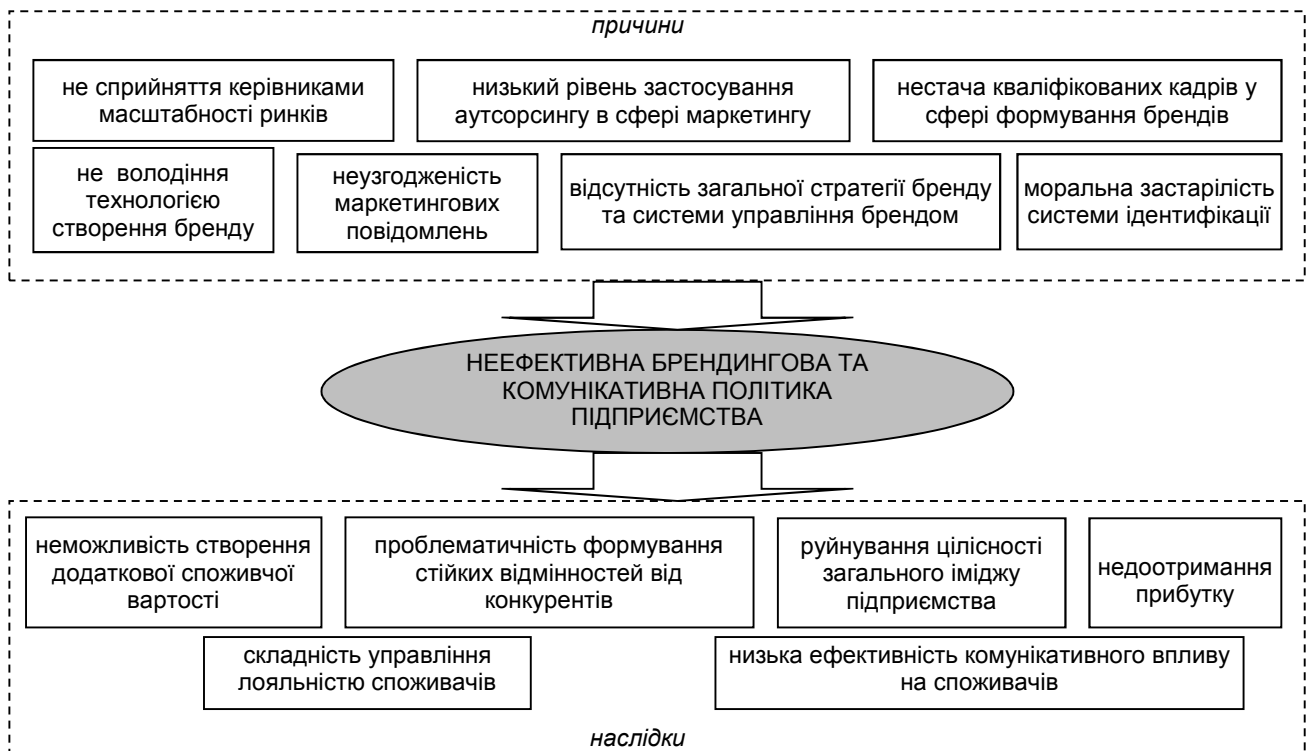 причини
не сприйняття керівниками
масштабності ринків
низький рівень застосування
аутсорсингу в сфері маркетингу
нестача кваліфікованих кадрів у
сфері формування брендів
не володіння
технологією
створення бренду
неузгодженість
маркетингових
повідомлень
відсутність загальної стратегії бренду
та системи управління брендом
моральна застарілість
системи ідентифікації
НЕЕФЕКТИВНА БРЕНДИНГОВА ТА
КОМУНІКАТИВНА ПОЛІТИКА
ПІДПРИЄМСТВА
неможливість створення
додаткової споживчої
вартості
проблематичність формування
стійких відмінностей від
конкурентів
руйнування цілісності
загального іміджу
підприємства
недоотримання
прибутку
складність управління
лояльністю споживачів
низька ефективність комунікативного впливу
на споживачів
наслідки